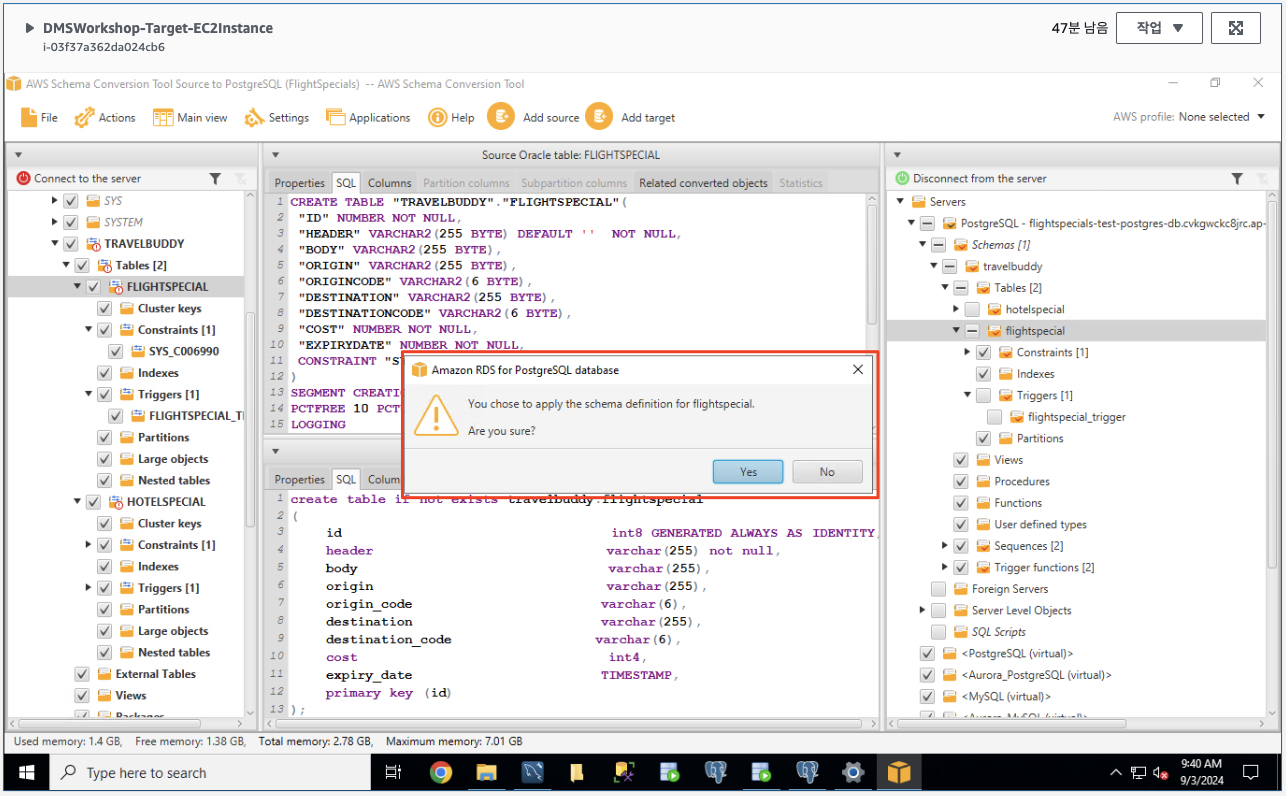 DMSWorkshop-Target-EC2Instance
i-03f37a362da024cb6
47분 남음
작업
AWS Schema Conversion Tool Source to PostgreSQL (FlightSpecials) -- AWS Schema Conversion Tool
File
Actions
Main view
Settings
Applications
Help
Add source
Add target
AWS profile: None selected
Connect to the server
SYS
SYSTEM
TRAVELBUDDY
Tables [2]
FLIGHTSPECIAL
Cluster keys
Constraints [1]
SYS_C006990
Indexes
Triggers [1]
FLIGHTSPECIAL_T
Partitions
Large objects
Nested tables
HOTELSPECIAL
Cluster keys
Constraints [1]
Indexes
Triggers [1]
Partitions
Large objects
Nested tables
External Tables
Views
Packages
Source Oracle table: FLIGHTSPECIAL
Properties SQL Columns Partition columns Subpartition columns Related converted objects Statistics
1 CREATE TABLE "TRAVELBUDDY"."FLIGHTSPECIAL"(
2 "ID" NUMBER NOT NULL,
3 "HEADER" VARCHAR2(255 BYTE) DEFAULT '' NOT NULL,
4 "BODY" VARCHAR2(255 BYTE),
5 "ORIGIN" VARCHAR2(255 BYTE),
6 "ORIGINCODE" VARCHAR2(6 BYTE),
7 "DESTINATION" VARCHAR2(255 BYTE),
8 "DESTINATIONCODE" VARCHAR2(6 BYTE),
9 "COST" NUMBER NOT NULL,
10 "EXPIRYDATE" NUMBER NOT NULL,
11 CONSTRAINT
12 )
13 SEGMENT
14 PCTFREE 10
15 LOGGING
Amazon RDS for PostgreSQL database
You chose to apply the schema definition for flightspecial.
Are you sure?
Yes
No
Properties SQL
1 create table if not exists travelbuddy.flightspecial
2 (
3 id int8 GENERATED ALWAYS AS IDENTITY,
4 header varchar(255) not null,
5 body varchar(255),
6 origin varchar(255),
7 origin_code varchar(6),
8 destination varchar(255),
9 destination_code varchar(6),
10 cost int4,
11 expiry_date TIMESTAMP,
12 primary key (id)
13 );
Disconnect from the server
Servers
PostgreSQL - flightspecials-test-postgres-db.cvkgwckc8jrc.ap-
Schemas [1]
travelbuddy
Tables [2]
hotelspecial
flightspecial
Constraints [1]
Indexes
Triggers [1]
flightspecial_trigger
Partitions
Views
Procedures
Functions
User defined types
Sequences [2]
Trigger functions [2]
Foreign Servers
Server Level Objects
SQL Scripts
<PostgreSQL (virtual)>
<Aurora_PostgreSQL (virtual)>
<MySQL (virtual)>
<Aurora_MySQL (virtual)>
Used memory: 1.4 GB, Free memory: 1.38 GB, Total memory: 2.78 GB, Maximum memory: 7.01 GB
Type here to search
9:40 AM
9/3/2024